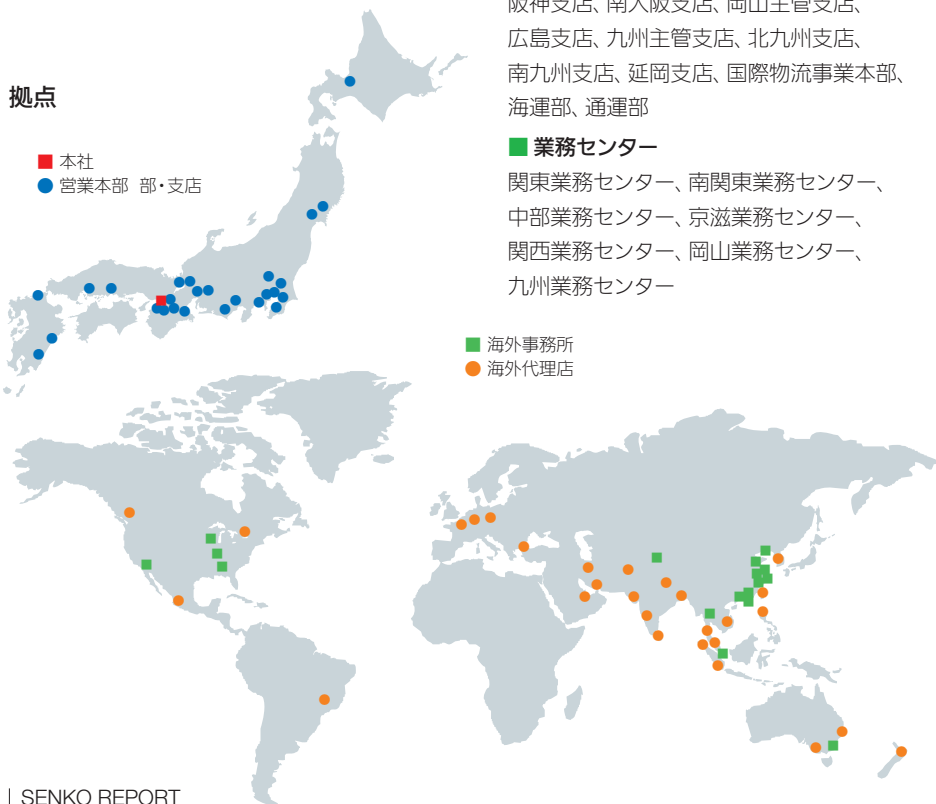 阪神支店、南大阪支店、岡山主管支店、
広島支店、九州主管支店、北九州支店、
南九州支店、延岡支店、国際物流事業本部、
海運部、通運部
業務センター
関東業務センター、南関東業務センター、
中部業務センター、京滋業務センター、
関西業務センター、岡山業務センター、
九州業務センター
拠点
本社
営業本部 部・支店
海外事務所
海外代理店
| SENKO REPORT